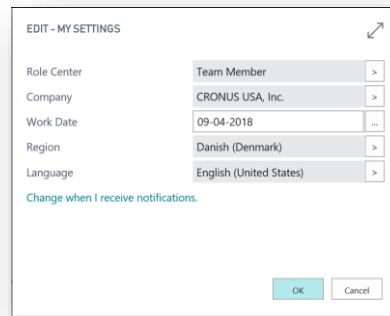 EDIT - MY SETTINGS
Role Center Team Member >
Company CRONUS USA, Inc. >
Work Date 09-04-2018 ...
Region Danish (Denmark) >
Language English (United States) >
Change when I receive notifications.
OK Cancel